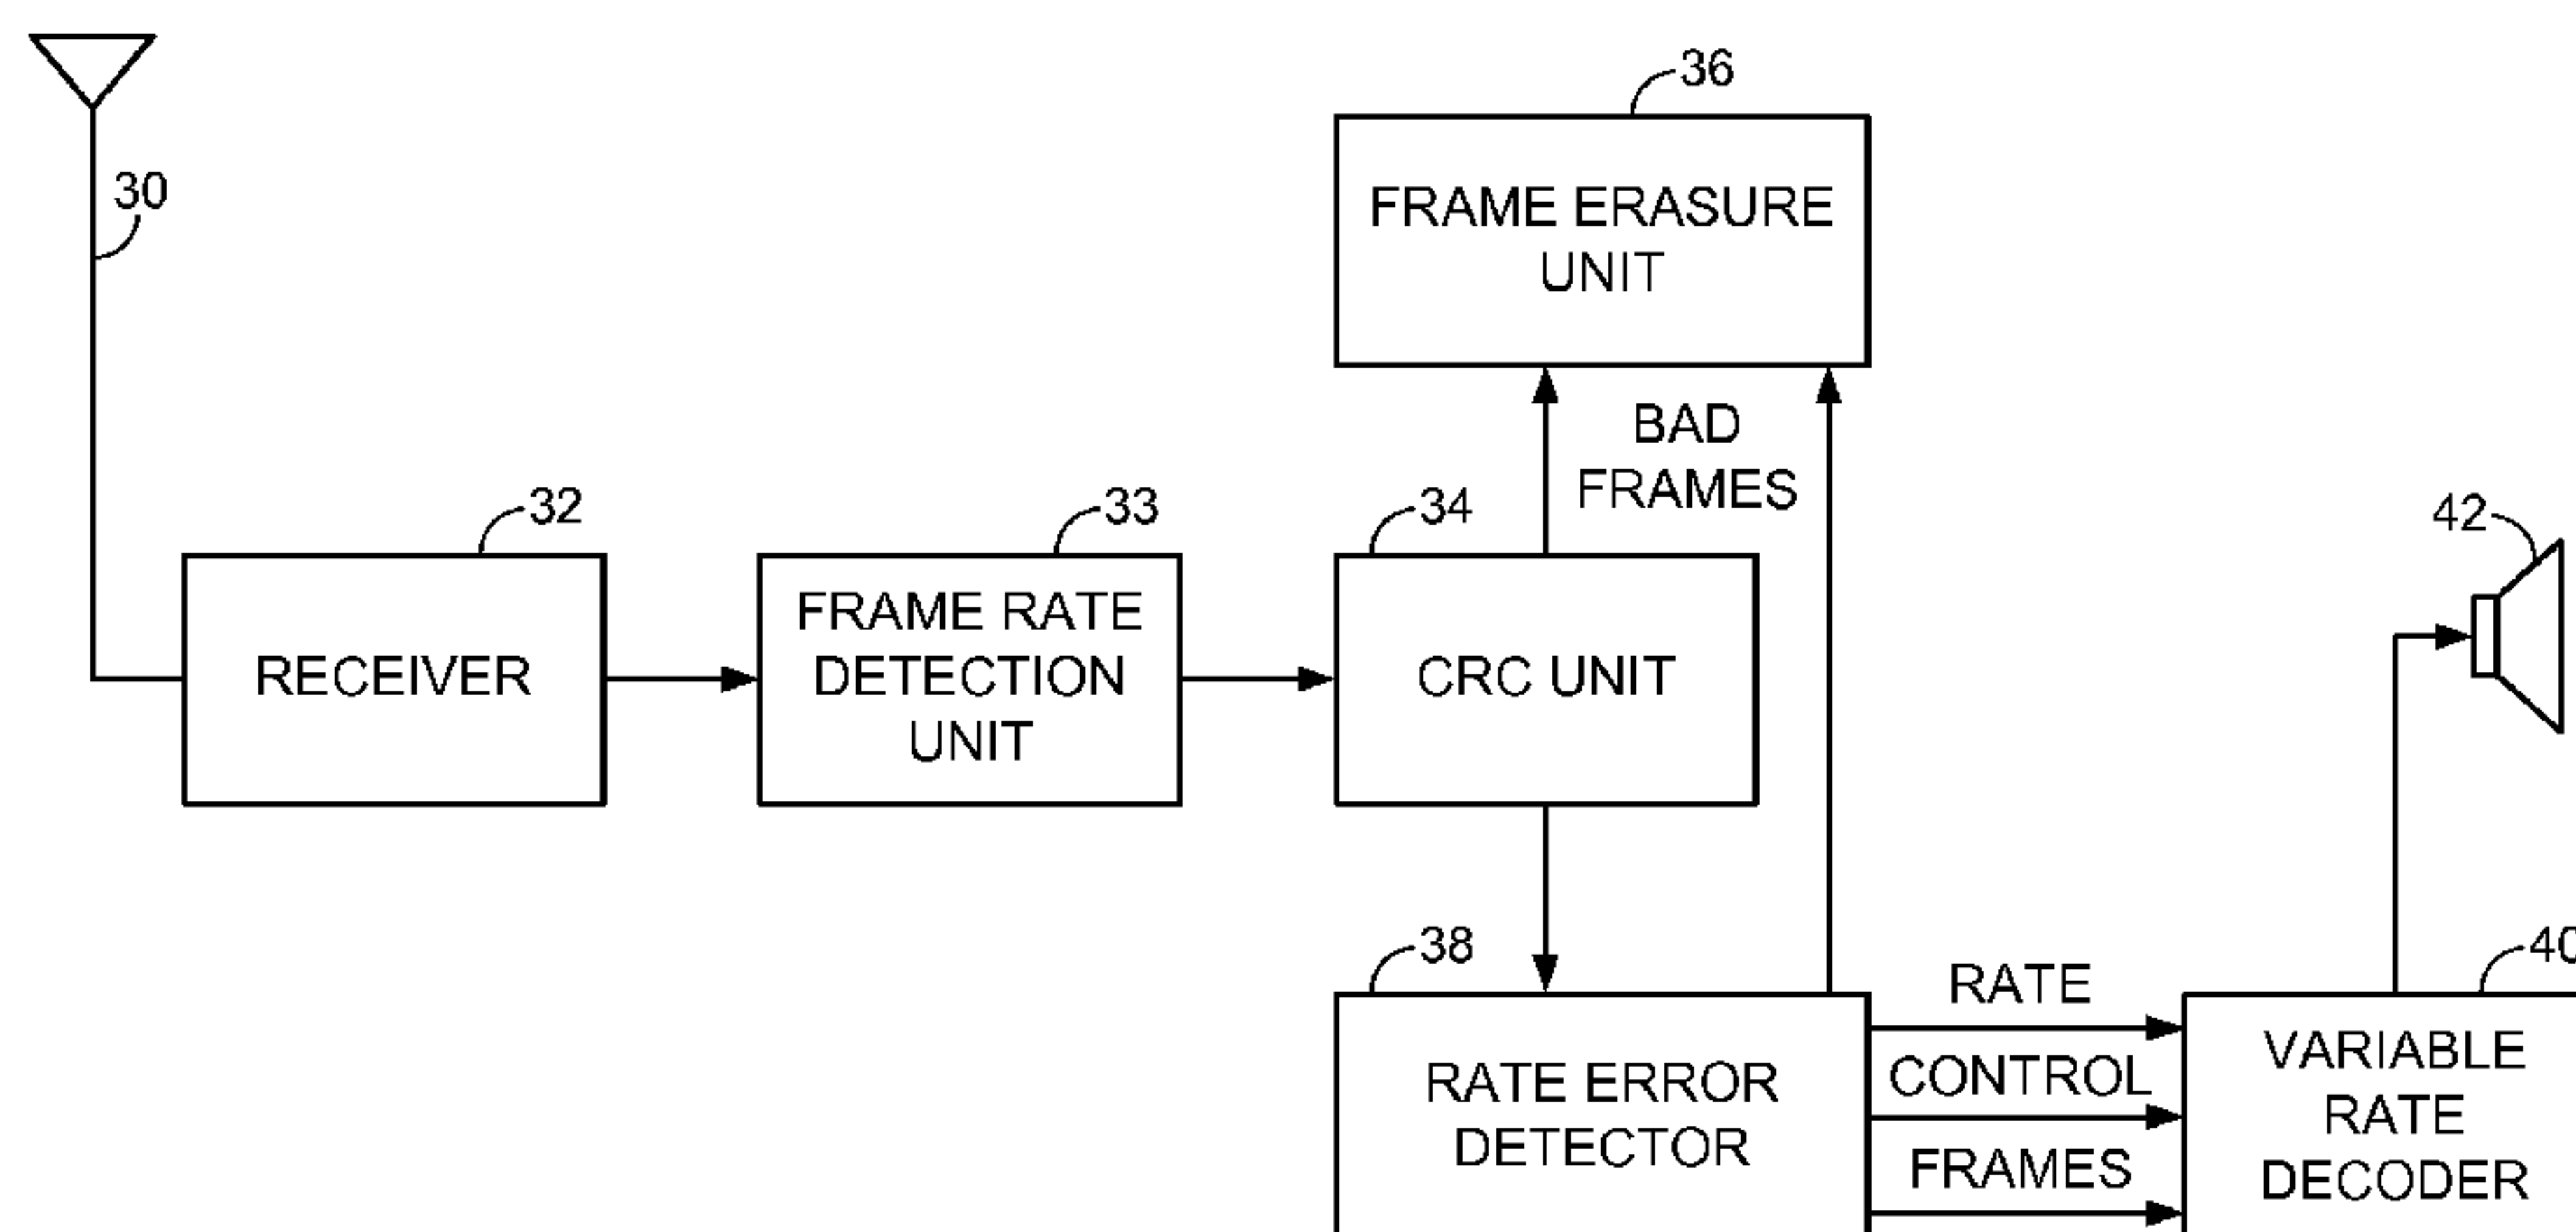 36
30
FRAME ERASURE
UNIT
BAD
FRAMES
32
33
34
42
RECEIVER
FRAME RATE
DETECTION
UNIT
CRC UNIT
38
40
RATE
CONTROL
FRAMES
RATE ERROR
DETECTOR
VARIABLE
RATE
DECODER